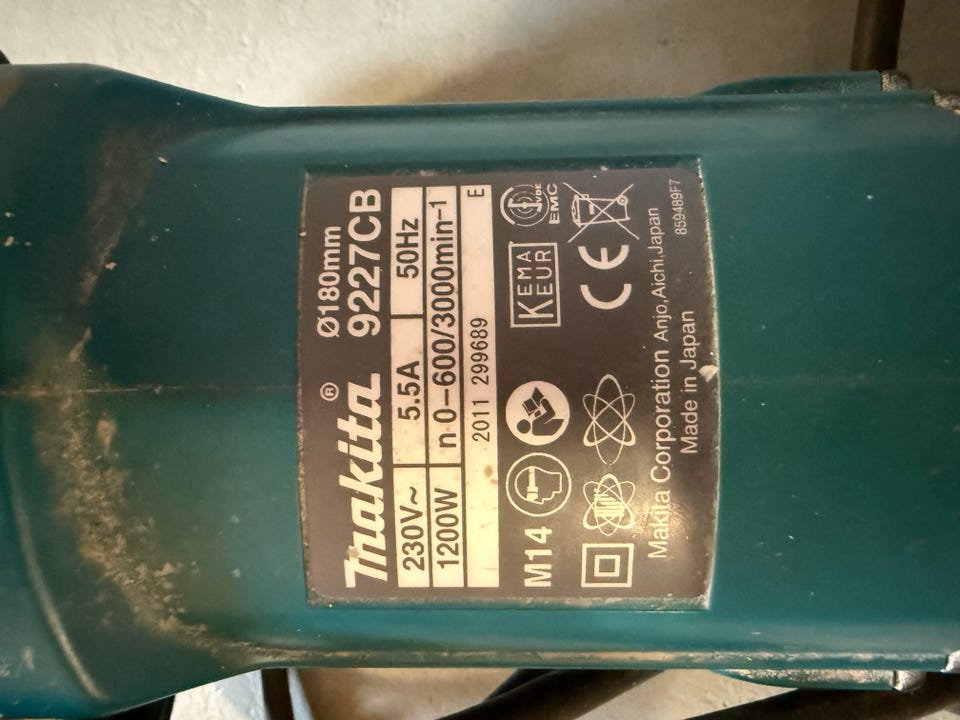 makita® Ø180mm
9227CB
230V~ 5.5A 50Hz
1200W n 0–600/3000min–1
2011 299689 E
M14 KEMA KEUR VDE EMC
CE
Makita Corporation Anjo,Aichi,Japan
Made in Japan 859489F7